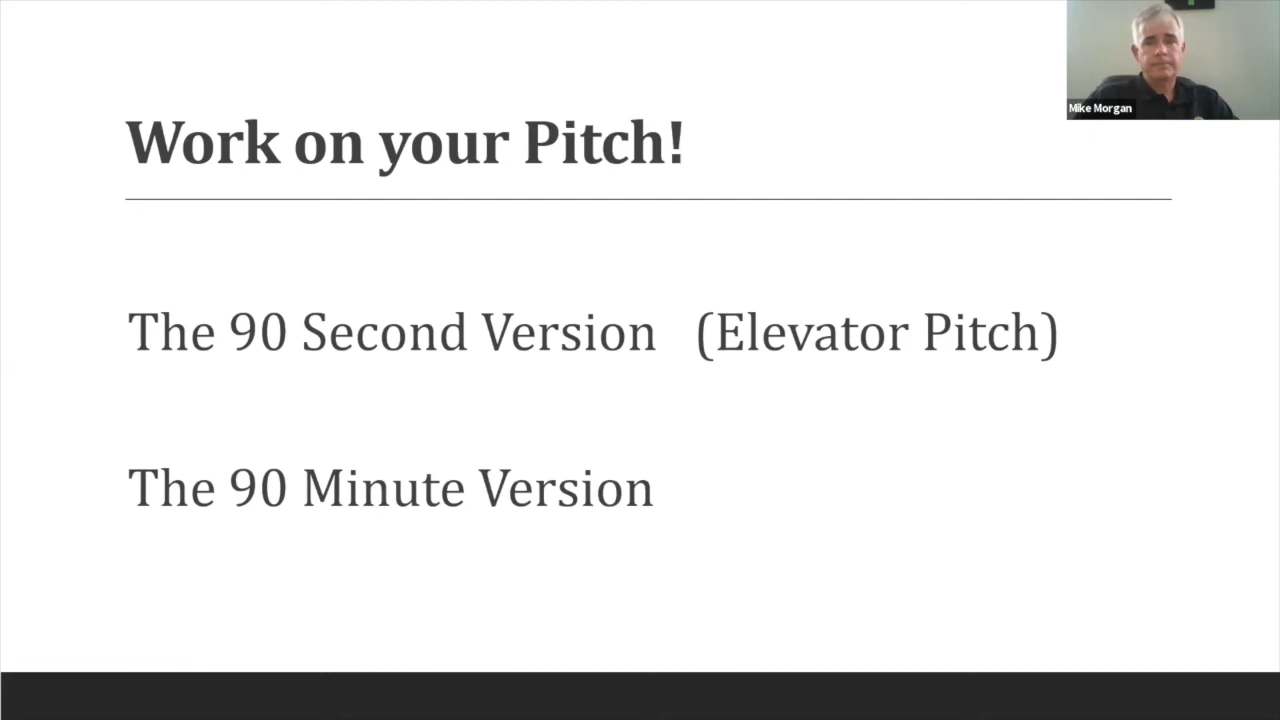 Work on your Pitch!
The 90 Second Version (Elevator Pitch)
The 90 Minute Version
Mike Morgan